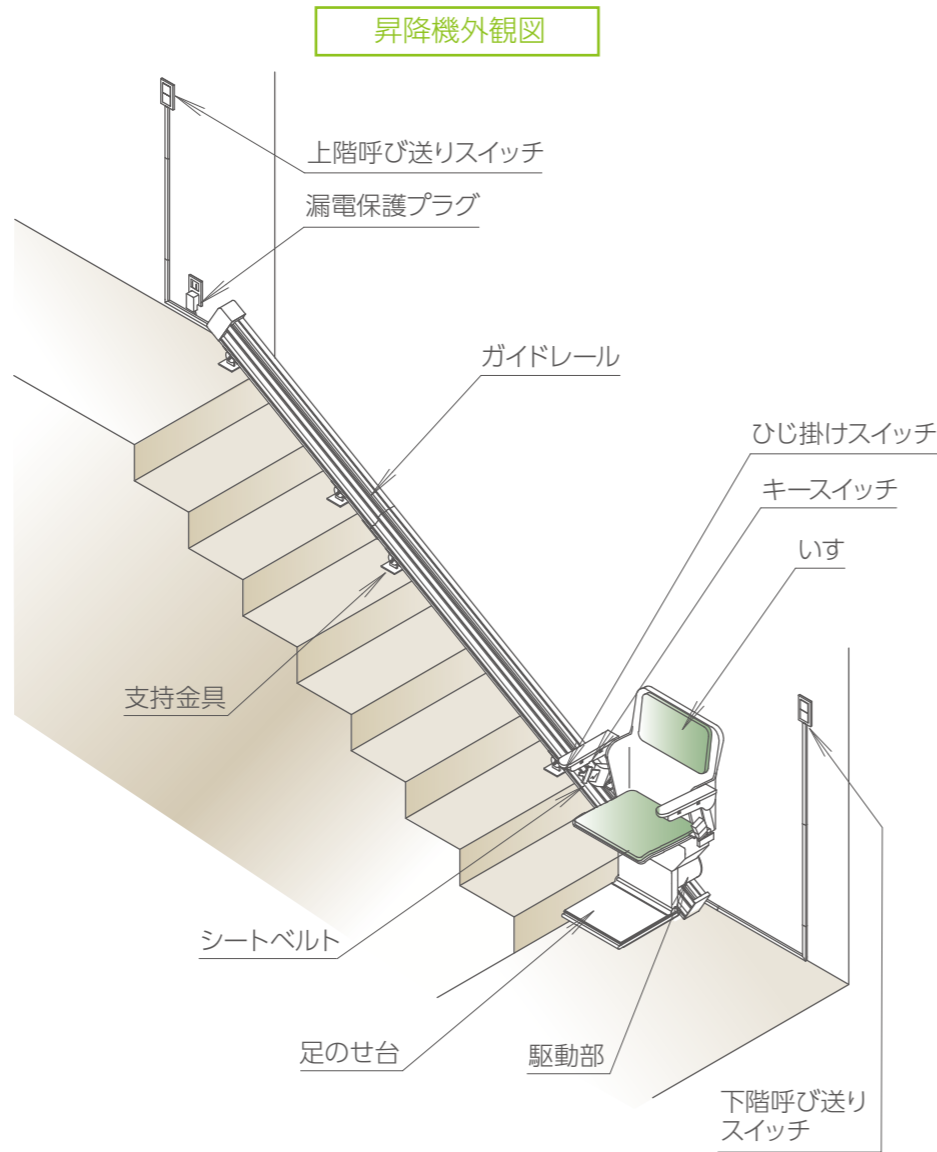 昇降機外観図
上階呼び送りスイッチ
漏電保護プラグ
ガイドレール
ひじ掛けスイッチ
キースイッチ
いす
支持金具
シートベルト
足のせ台
駆動部
下階呼び送り
スイッチ